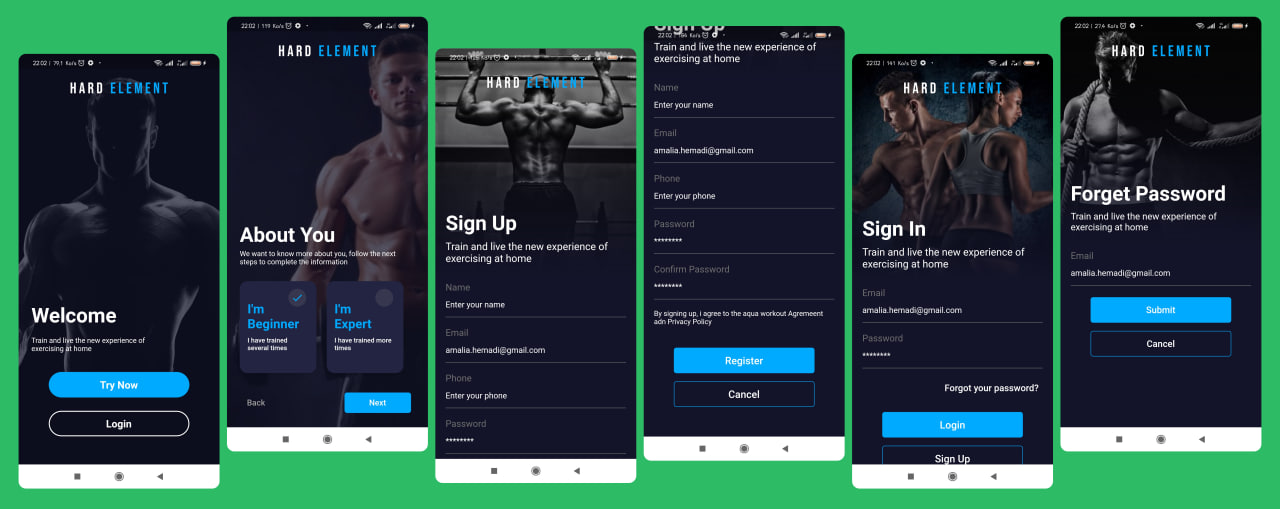 22:02 | 79,1 Ko/s
HARD ELEMENT
Welcome
Train and live the new experience of
exercising at home
Try Now
Login
22:02 | 119 Ko/s
HARD ELEMENT
About You
We want to know more about you, follow the next
steps to complete the information
I'm
Beginner
I have trained
several times
I'm
Expert
I have trained more
times
Back
Next
22:02
HARD ELEMENT
Sign Up
Train and live the new experience of
exercising at home
Name
Enter your name
Email
amalia.hemadi@gmail.com
Phone
Enter your phone
Password
********
Sign Up
22:02
Train and live the new experience of
exercising at home
Name
Enter your name
Email
amalia.hemadi@gmail.com
Phone
Enter your phone
Password
********
Confirm Password
********
By signing up, i agree to the aqua workout Agremeent
adn Privacy Policy
Register
Cancel
22:02 | 141 Ko/s
HARD ELEMENT
Sign In
Train and live the new experience of
exercising at home
Email
amalia.hemadi@gmail.com
Password
********
Forgot your password?
Login
Sign Up
22:02 | 27,4 Ko/s
HARD ELEMENT
Forget Password
Train and live the new experience of
exercising at home
Email
amalia.hemadi@gmail.com
Submit
Cancel